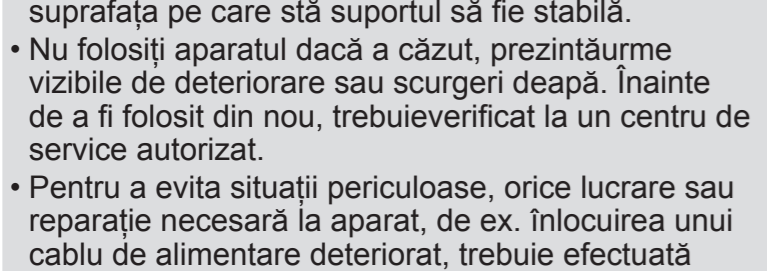 suprafața pe care stă suportul să fie stabilă.
• Nu folosiți aparatul dacă a căzut, prezintăurme
vizibile de deteriorare sau scurgeri deapă. Înainte
de a fi folosit din nou, trebuieverificat la un centru de
service autorizat.
• Pentru a evita situații periculoase, orice lucrare sau
reparație necesară la aparat, de ex. înlocuirea unui
cablu de alimentare deteriorat, trebuie efectuată